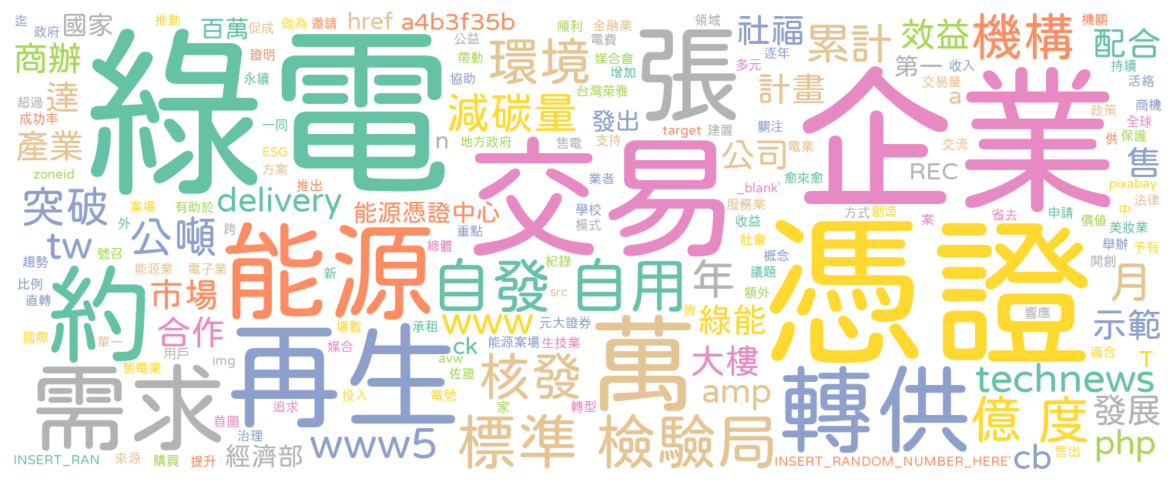 迄 推動 做為 邀請 href a4b3f35b 順利 金融業 領域 社福 累計 效益 機構 機關
政府 國家 百萬 促成 公益 電費 配合
商辦 綠電 證明 環境 帶動 媒合會 張 多元 逐年 第一 收入 持續
超過 達 永續 協助 增加 計畫 交易量 a 活絡
成功率 一同 減碳量 台灣萊雅 發出 關注 企業 政策 商機
產業 n 地方政府 售電 支持 target 建置 電業 供 全球 保護
zoneid ESG 方案 交易 公司 交流 售
突破 案場 有助於 推出 delivery 業者 _blank' 愈來愈 REC pixabay
外 跨 能源憑證中心 重點 學校 模式 服務業 收益 方式 創造 案 省去 申請 價值 中 法律 美妝業
tw 號召 公噸 能源 總體 紀錄 社會 概念 憑證 開創 舉辦 予有
趨勢 能源業 電子業 新 自發 自用 年 議題 月
比例 直轉 約 市場 src 額外 響應 示範
國際 單一 合作 場數 承租 www 元大證券 皆 綠能
用戶 img 媒合 ck 能源案場 生技業 大樓 適合 T
售電業 再生 avw 佐證 核發 萬 amp 轉供 technews
需求 追求 投入 電號 家 轉型 億 度 發展
首圖 治理 www5 標準 檢驗局 php
INSERT_RAN 來源 購買 提升 經濟部 INSERT_RANDOM_NUMBER_HERE' cb 售出